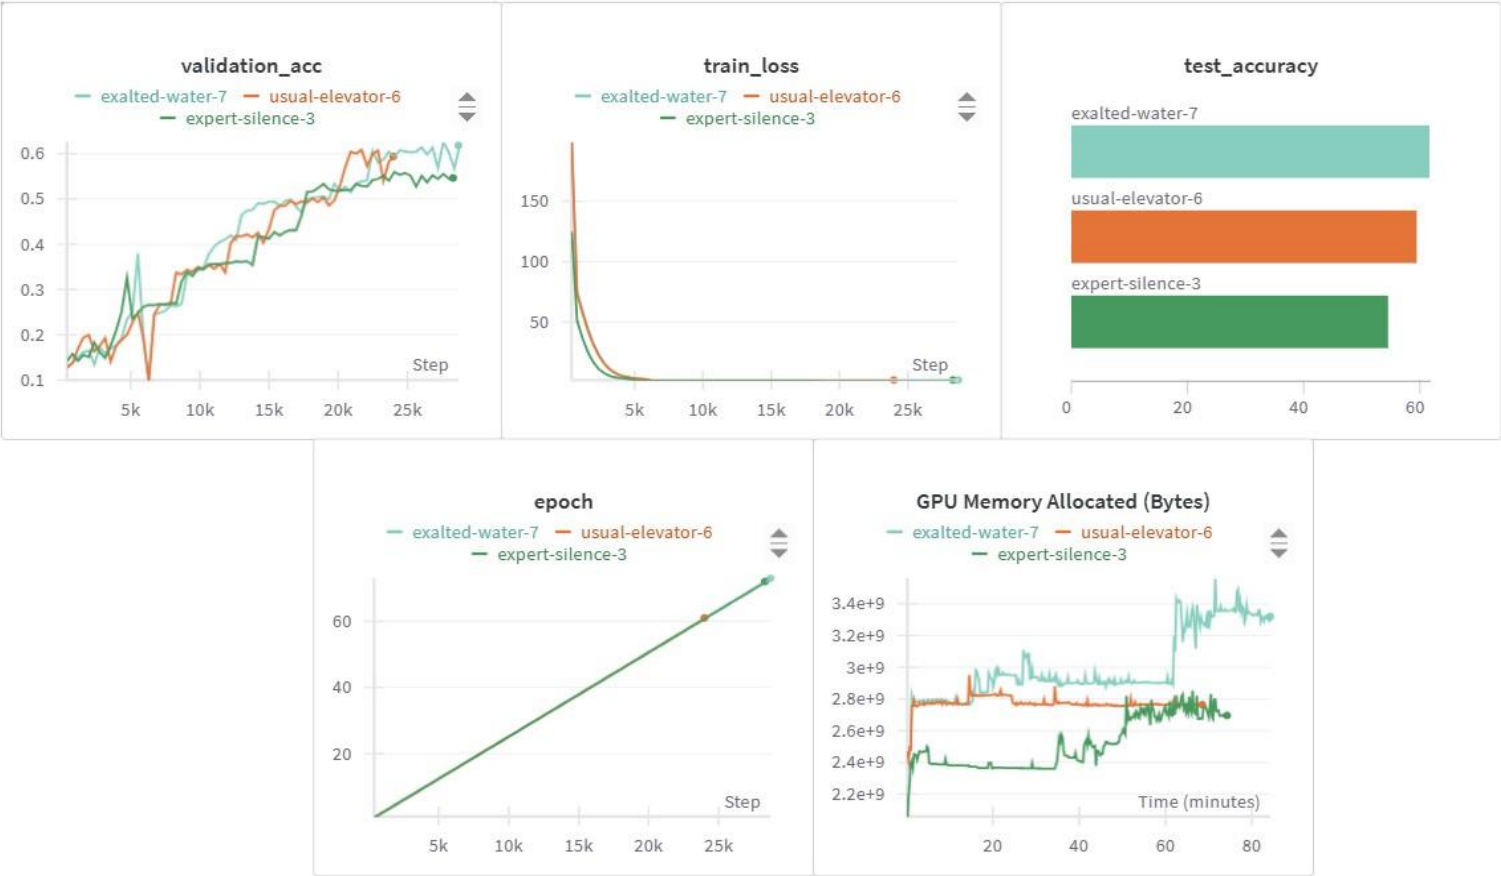 validation_acc
exalted-water-7 usual-elevator-6
expert-silence-3
0.6
0.5
0.4
0.3
0.2
0.1
Step
5k 10k 15k 20k 25k
train_loss
exalted-water-7 usual-elevator-6
expert-silence-3
150
100
50
Step
5k 10k 15k 20k 25k
test_accuracy
exalted-water-7
usual-elevator-6
expert-silence-3
0 20 40 60
epoch
exalted-water-7 usual-elevator-6
expert-silence-3
60
40
20
Step
5k 10k 15k 20k 25k
GPU Memory Allocated (Bytes)
exalted-water-7 usual-elevator-6
expert-silence-3
3.4e+9
3.2e+9
3e+9
2.8e+9
2.6e+9
2.4e+9
2.2e+9
Time (minutes)
20 40 60 80